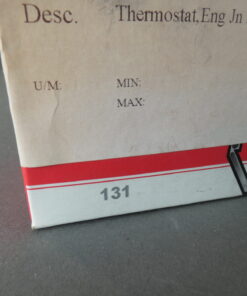 Desc. Thermostat,Eng Jn
U/M: MIN:
MAX:
131